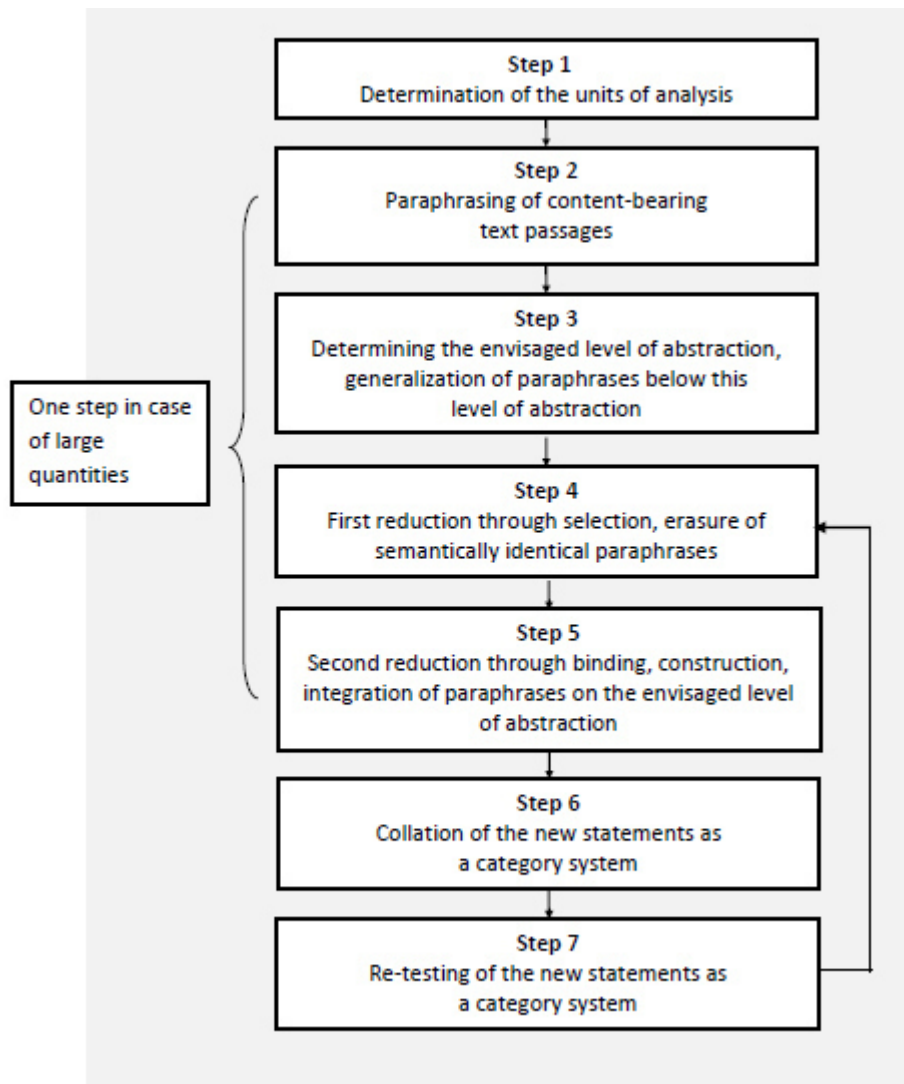 Step 1
Determination of the units of analysis
Step 2
Paraphrasing of content-bearing
text passages
Step 3
Determining the envisaged level of abstraction,
generalization of paraphrases below this
level of abstraction
One step in case
of large
quantities
Step 4
First reduction through selection, erasure of
semantically identical paraphrases
Step 5
Second reduction through binding, construction,
integration of paraphrases on the envisaged level
of abstraction
Step 6
Collation of the new statements as
a category system
Step 7
Re-testing of the new statements as
a category system